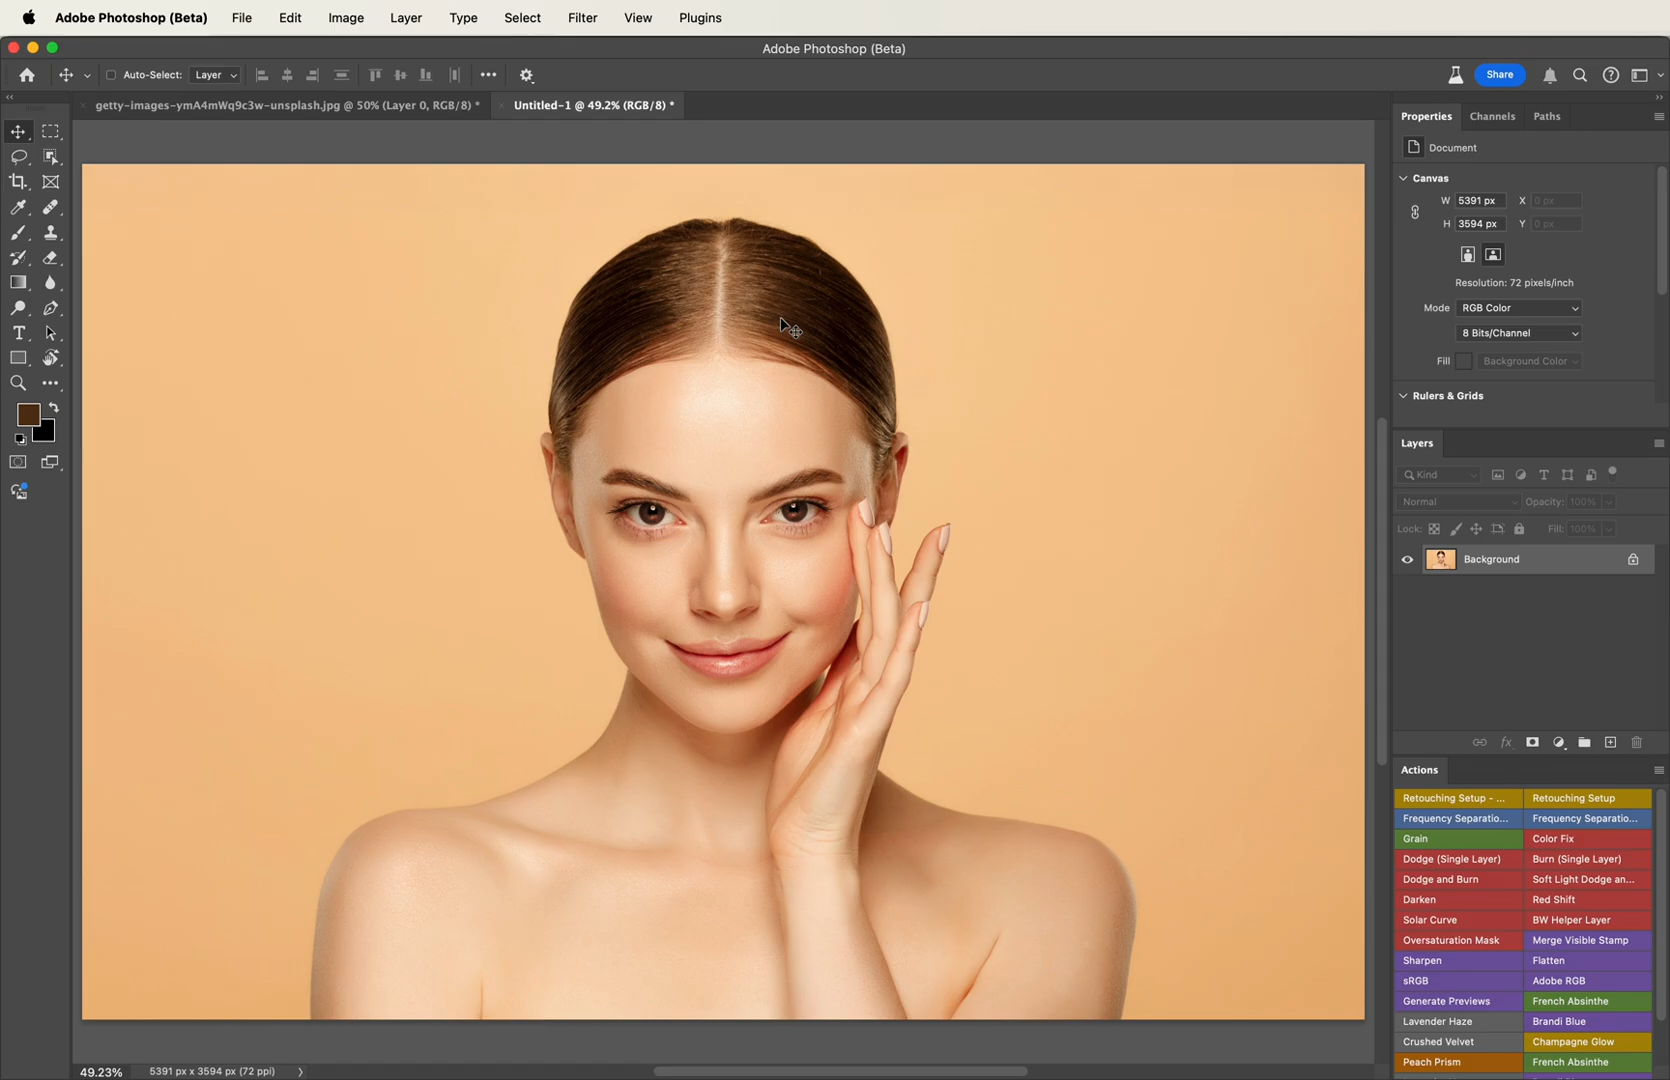 Adobe Photoshop (Beta) File Edit Image Layer Type Select Filter View Plugins
Adobe Photoshop (Beta)
Auto-Select: Layer
Share
getty-images-ymA4mWq9c3w-unsplash.jpg @ 50% (Layer 0, RGB/8) *
Untitled-1 @ 49.2% (RGB/8) *
Properties Channels Paths
Document
Canvas
W 5391 px X 0 px
H 3594 px Y 0 px
Resolution: 72 pixels/inch
Mode RGB Color
8 Bits/Channel
Fill Background Color
Rulers & Grids
Layers
Kind
Normal Opacity: 100%
Lock: Fill: 100%
Background
Actions
Retouching Setup - ... Retouching Setup
Frequency Separatio... Frequency Separatio...
Grain Color Fix
Dodge (Single Layer) Burn (Single Layer)
Dodge and Burn Soft Light Dodge an...
Darken Red Shift
Solar Curve BW Helper Layer
Oversaturation Mask Merge Visible Stamp
Sharpen Flatten
sRGB Adobe RGB
Generate Previews French Absinthe
Lavender Haze Brandi Blue
Crushed Velvet Champagne Glow
Peach Prism French Absinthe
49.23% 5391 px x 3594 px (72 ppi)